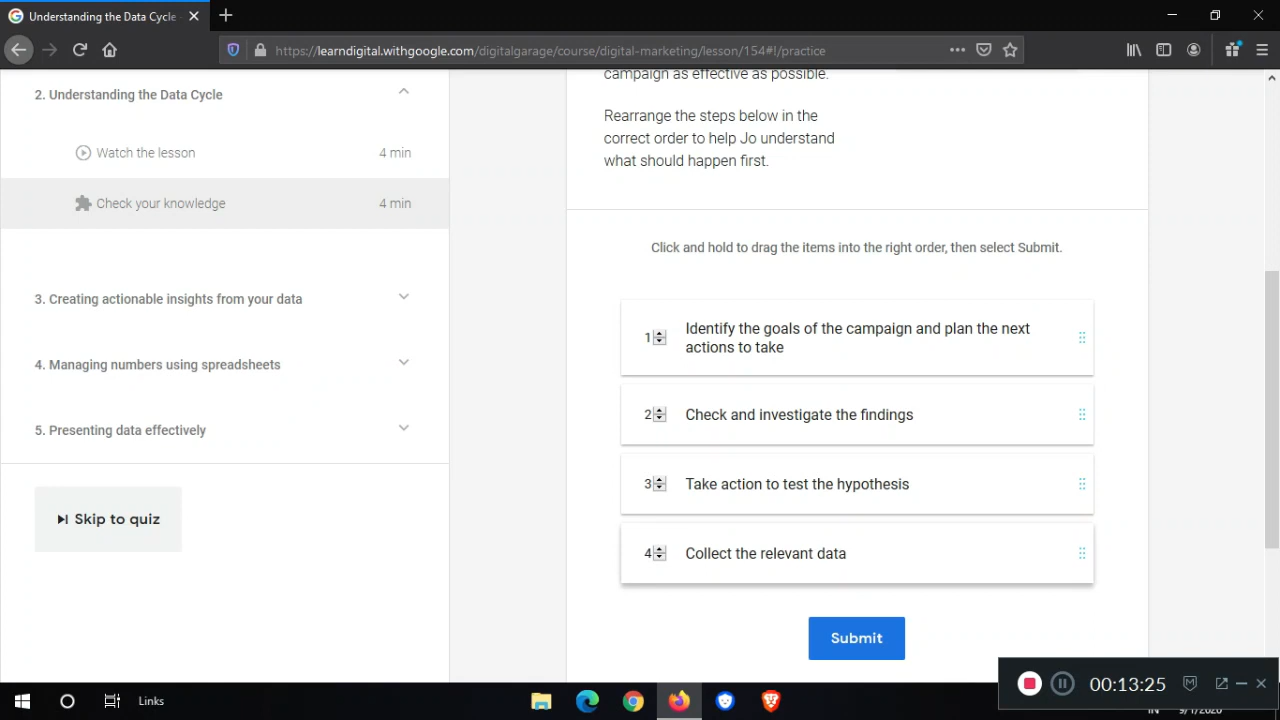 Understanding the Data Cycle
https://learndigital.withgoogle.com/digitalgarage/course/digital-marketing/lesson/154#!/practice
2. Understanding the Data Cycle
Watch the lesson 4 min
Check your knowledge 4 min
3. Creating actionable insights from your data
4. Managing numbers using spreadsheets
5. Presenting data effectively
Skip to quiz
campaign as effective as possible.
Rearrange the steps below in the
correct order to help Jo understand
what should happen first.
Click and hold to drag the items into the right order, then select Submit.
1 Identify the goals of the campaign and plan the next
actions to take
2 Check and investigate the findings
3 Take action to test the hypothesis
4 Collect the relevant data
Submit
00:13:25
Links
IN 9/1/2020